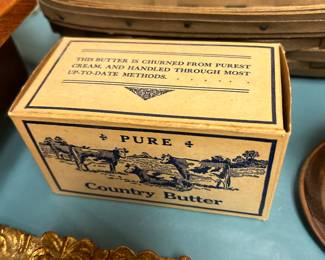 THIS BUTTER IS CHURNED FROM PUREST
CREAM, AND HANDLED THROUGH MOST
UP-TO-DATE METHODS. . . . . . .
PURE
Country Butter